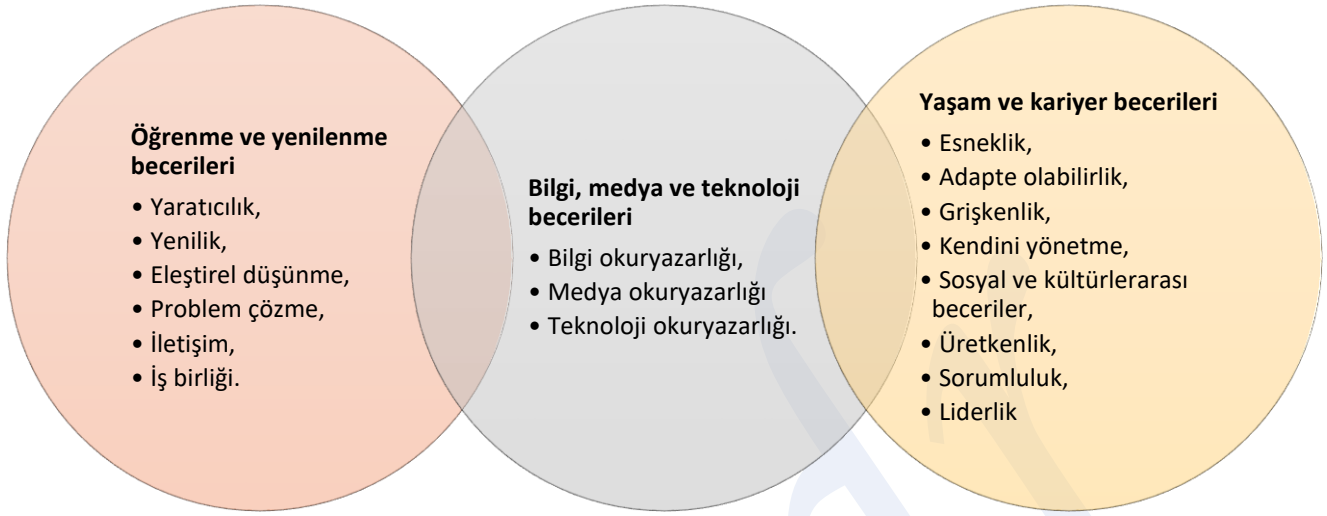 Öğrenme ve yenilenme
becerileri
• Yaratıcılık,
• Yenilik,
• Eleştirel düşünme,
• Problem çözme,
• İletişim,
• İş birliği.
Bilgi, medya ve teknoloji
becerileri
• Bilgi okuryazarlığı,
• Medya okuryazarlığı
• Teknoloji okuryazarlığı.
Yaşam ve kariyer becerileri
• Esneklik,
• Adapte olabilirlik,
• Grişkenlik,
• Kendini yönetme,
• Sosyal ve kültürlerarası
beceriler,
• Üretkenlik,
• Sorumluluk,
• Liderlik